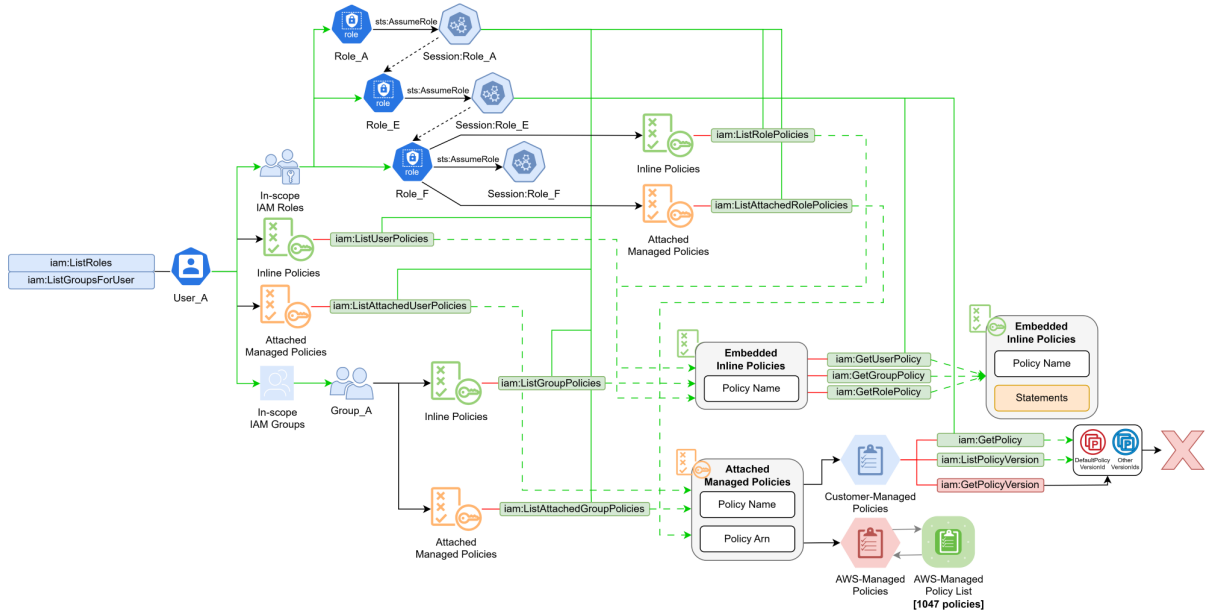 sts:AssumeRole
role
Role_A
Session:Role_A
sts:AssumeRole
role
Role_E
Session:Role_E
sts:AssumeRole
role
Role_F
Session:Role_F
iam:ListRolePolicies
Inline Policies
iam:ListAttachedRolePolicies
Attached
Managed Policies
In-scope
IAM Roles
iam:ListUserPolicies
Inline Policies
iam:ListRoles
iam:ListGroupsForUser
User_A
iam:ListAttachedUserPolicies
Attached
Managed Policies
In-scope
IAM Groups
Group_A
iam:ListGroupPolicies
Inline Policies
iam:ListAttachedGroupPolicies
Attached
Managed Policies
Embedded
Inline Policies
Policy Name
iam:GetUserPolicy
iam:GetGroupPolicy
iam:GetRolePolicy
Embedded
Inline Policies
Policy Name
Statements
Attached
Managed Policies
Policy Name
Policy Arn
Customer-Managed
Policies
iam:GetPolicy
iam:ListPolicyVersion
iam:GetPolicyVersion
P
P
DefaultPolicy
VersionId
Other
VersionIds
AWS-Managed
Policies
AWS-Managed
Policy List
[1047 policies]